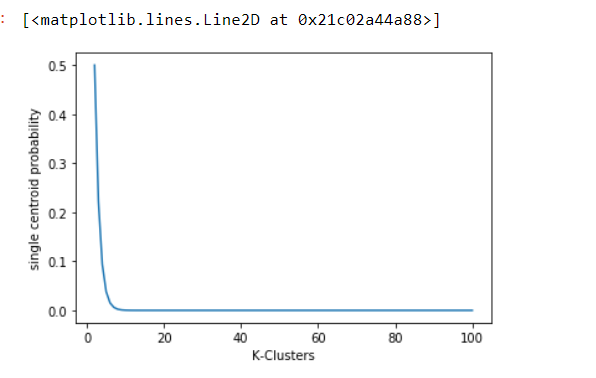 : [<matplotlib.lines.Line2D at 0x21c02a44a88>]
0.5
0.4
0.3
0.2
0.1
0.0
single centroid probability
0 20 40 60 80 100
K-Clusters